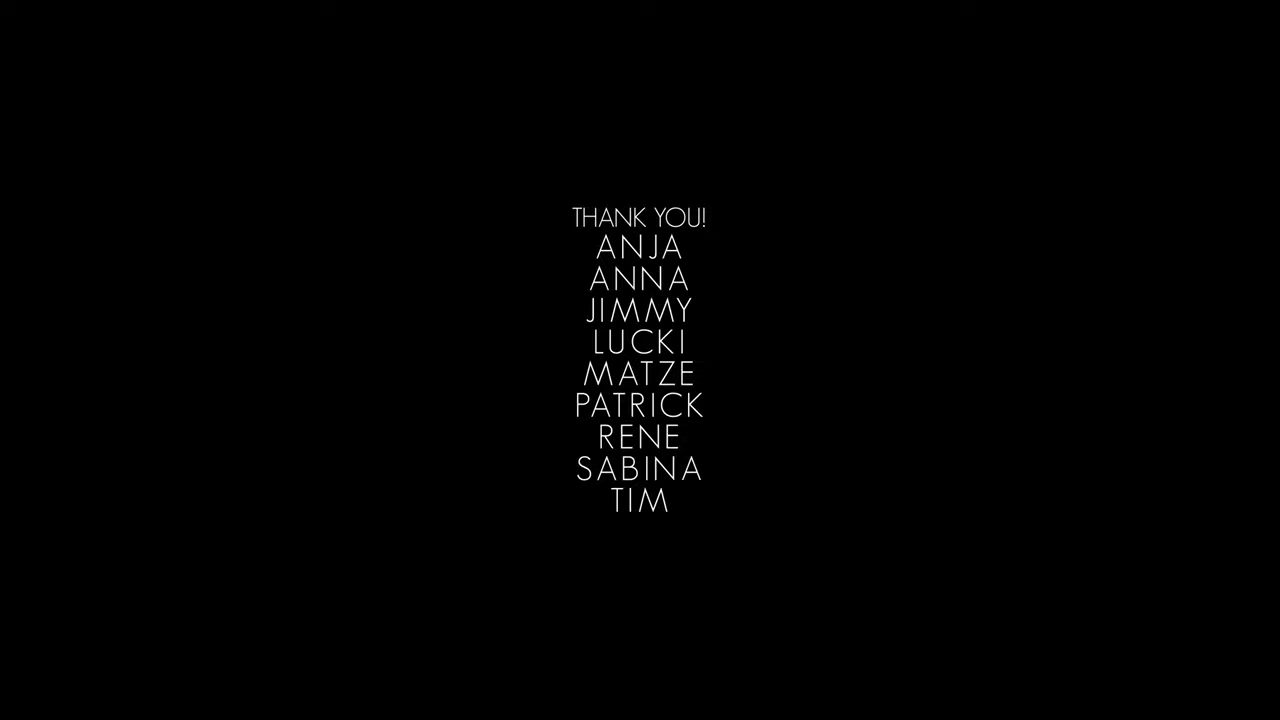 THANK YOU!
ANJA
ANNA
JIMMY
LUCKI
MATZE
PATRICK
RENE
SABINA
TIM